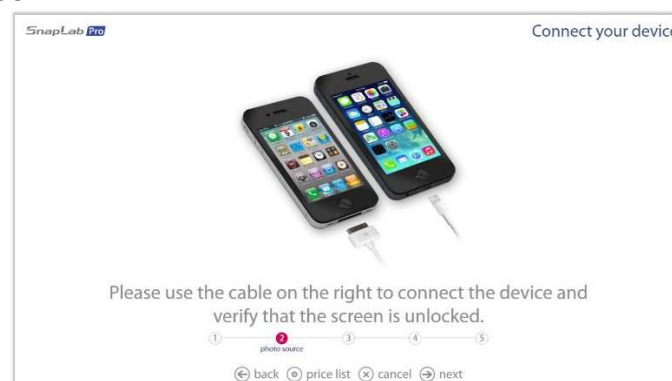 SnapLab Pro
Connect your device
Please use the cable on the right to connect the device and
verify that the screen is unlocked.
1 2 3 4 5
photo source
back price list cancel next